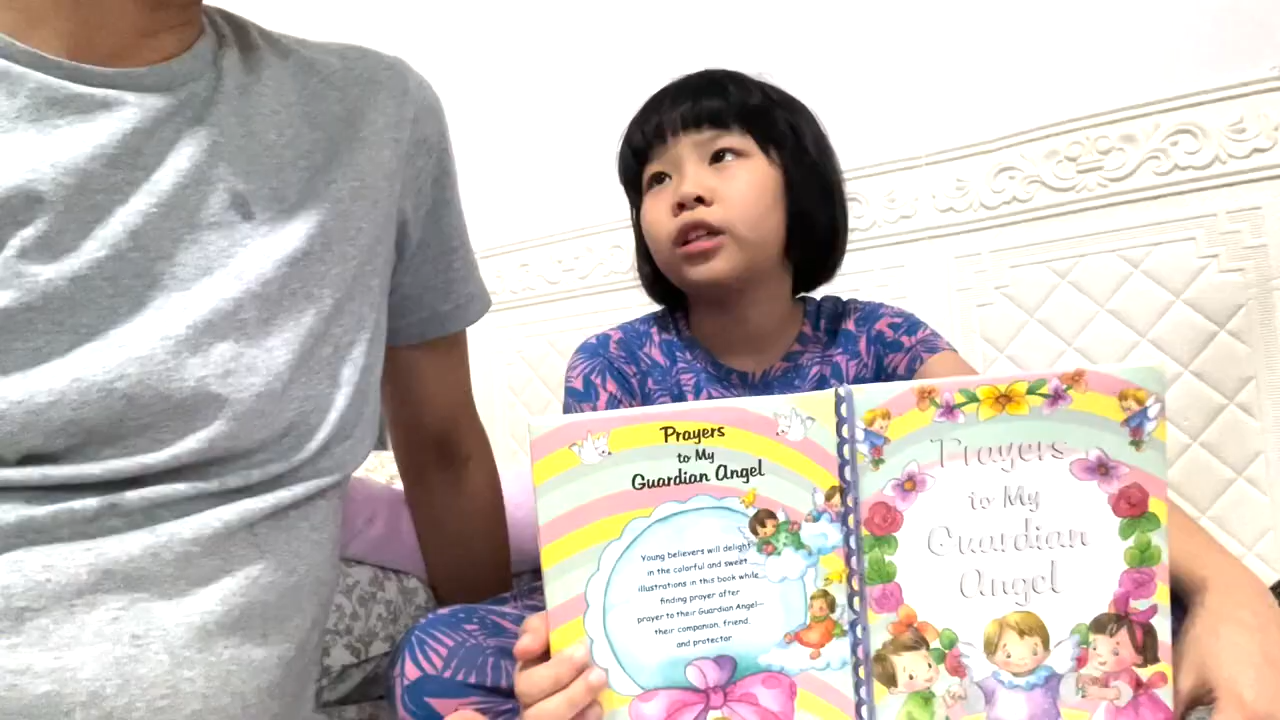 Prayers
to My
Guardian Angel
Young believers will delight
in the colorful and sweet
illustrations in this book while
finding prayer after
prayer to their Guardian Angel—
their companion, friend,
and protector
Prayers
to My
Guardian
Angel